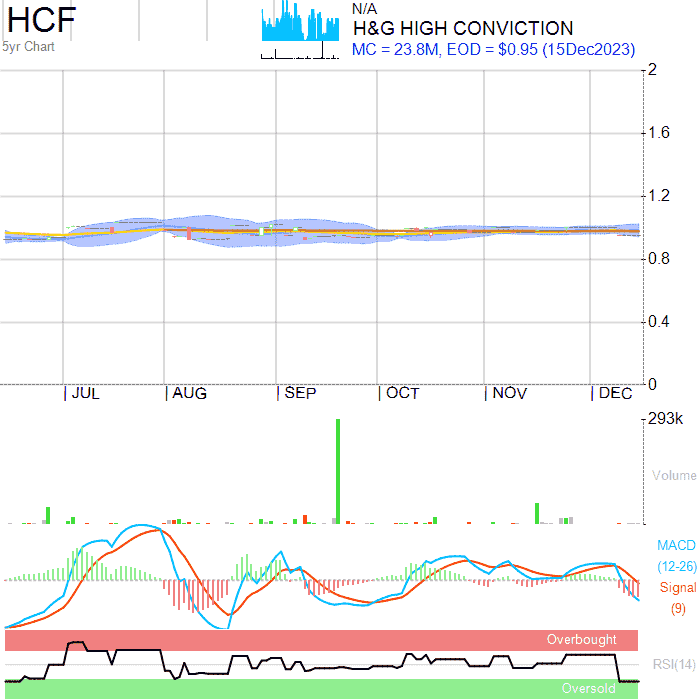 HCF
5yr Chart
N/A
H&G HIGH CONVICTION
MC = 23.8M, EOD = $0.95 (15Dec2023)
2
1.6
1.2
0.8
0.4
0
JUL
AUG
SEP
OCT
NOV
DEC
293k
Volume
MACD
(12-26)
Signal
(9)
Overbought
RSI(14)
Oversold